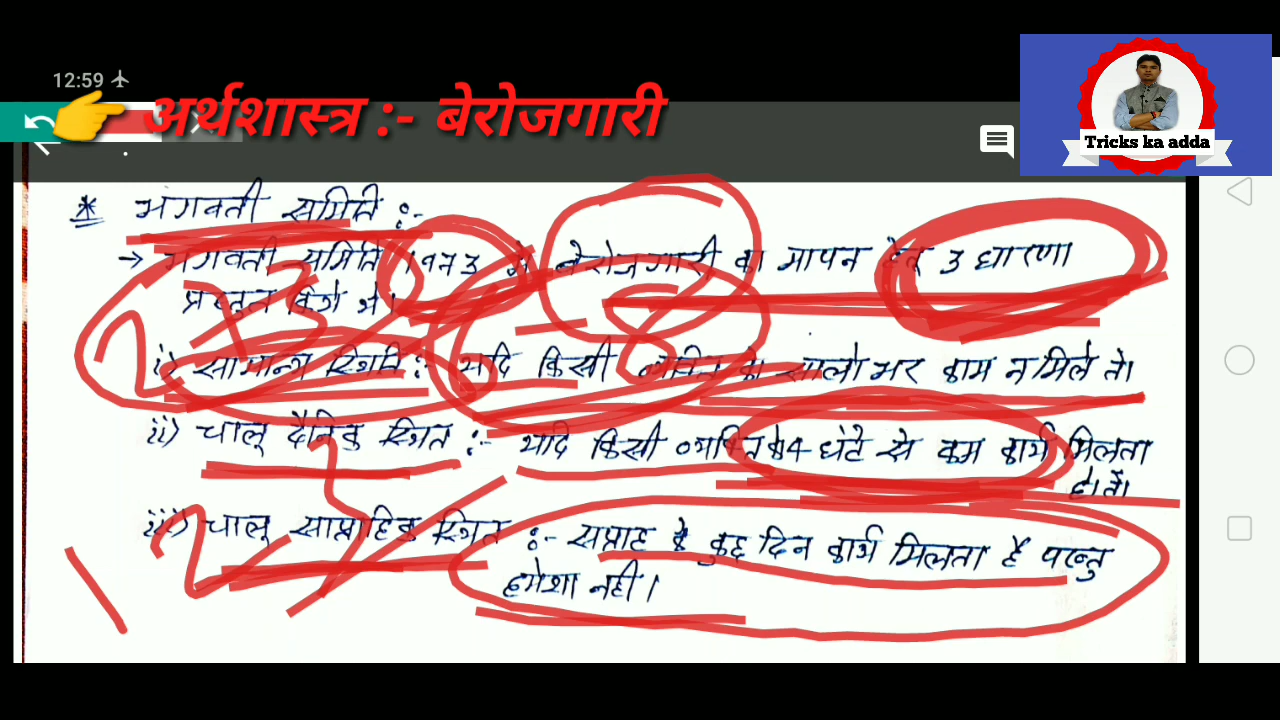 12:59
अर्थशास्त्र :- बेरोजगारी
Tricks ka adda
* भगवती समिति :-
→ भगवती समिति 1973 में बेरोजगारी का मापन हेतू 3 धारणा
प्रस्तुत किये थे।
i) सामान्य स्थिति :- यदि किसी व्यक्ति को सालो भर काम न मिले तो।
ii) चालू दैनिक स्थित :- यदि किसी व्यक्ति को 4 घंटे से कम कार्य मिलता
हो तो।
iii) चालू साप्ताहिक स्थित :- सप्ताह के कुछ दिन कार्य मिलता है परन्तु
हमेशा नही।